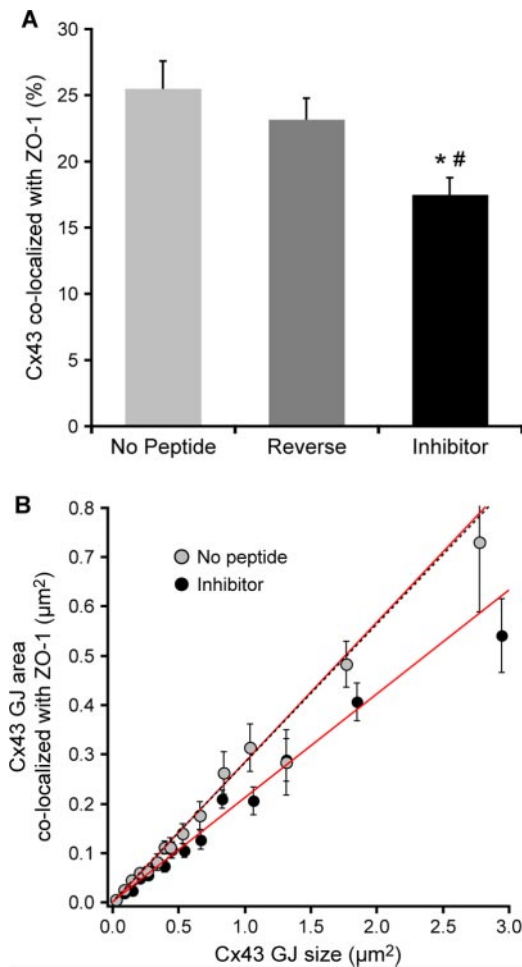 A
Cx43 co-localized with ZO-1 (%)
30
25
20
15
10
5
0
* #
No Peptide Reverse Inhibitor
B
Cx43 GJ area
co-localized with ZO-1 (μm²)
0.8
0.7
0.6
0.5
0.4
0.3
0.2
0.1
0.0
No peptide
Inhibitor
0.0 0.5 1.0 1.5 2.0 2.5 3.0
Cx43 GJ size (μm²)